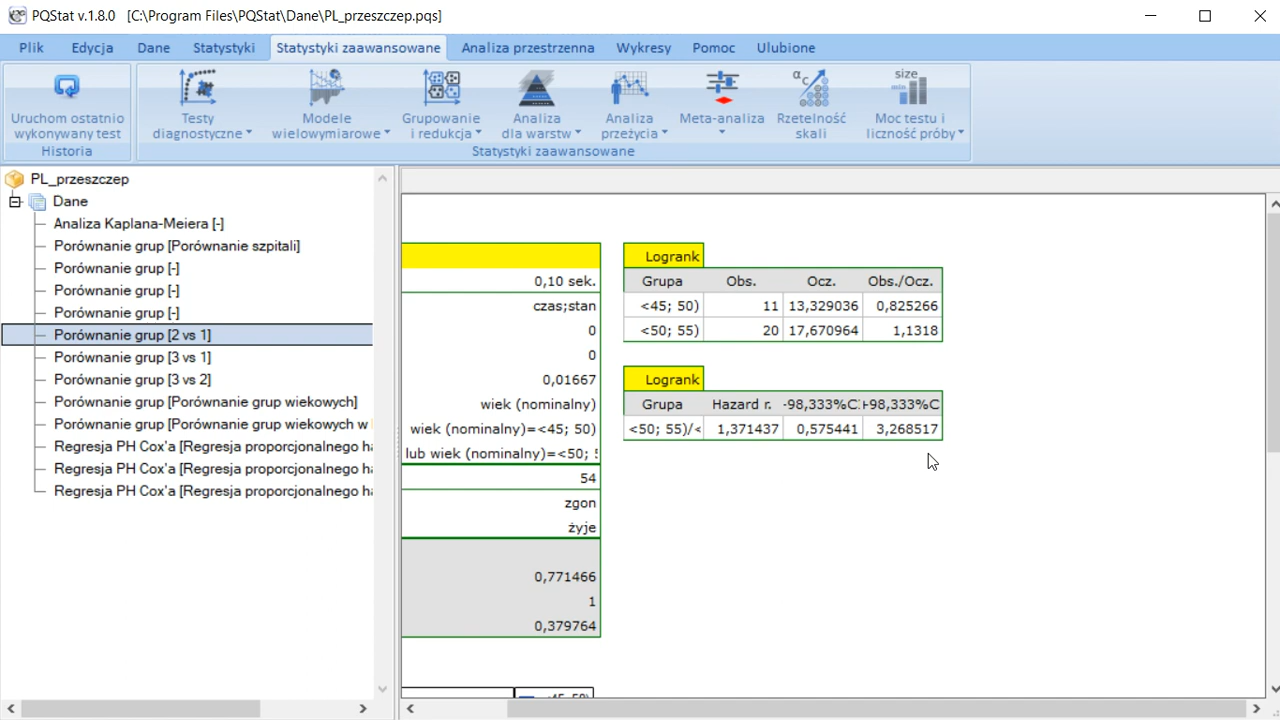 PQStat v.1.8.0 [C:\Program Files\PQStat\Dane\PL_przeszczep.pqs]
Plik Edycja Dane Statystyki Statystyki zaawansowane Analiza przestrzenna Wykresy Pomoc Ulubione
Uruchom ostatnio
wykonywany test
Historia
Testy
diagnostyczne
Modele
wielowymiarowe
Grupowanie
i redukcja
Analiza
dla warstw
Analiza
przeżycia
Meta-analiza
αC
Rzetelność
skali
size
min
Moc testu i
liczność próby
Statystyki zaawansowane
PL_przeszczep
Dane
Analiza Kaplana-Meiera [-]
Porównanie grup [Porównanie szpitali]
Porównanie grup [-]
Porównanie grup [-]
Porównanie grup [-]
Porównanie grup [2 vs 1]
Porównanie grup [3 vs 1]
Porównanie grup [3 vs 2]
Porównanie grup [Porównanie grup wiekowych]
Porównanie grup [Porównanie grup wiekowych w
Regresja PH Cox'a [Regresja proporcjonalnego ha
Regresja PH Cox'a [Regresja proporcjonalnego ha
Regresja PH Cox'a [Regresja proporcjonalnego ha
0,10 sek.
czas;stan
0
0
0,01667
wiek (nominalny)
wiek (nominalny)=<45; 50)
lub wiek (nominalny)=<50; 5
54
zgon
żyje
0,771466
1
0,379764
Logrank
Grupa Obs. Ocz. Obs./Ocz.
<45; 50) 11 13,329036 0,825266
<50; 55) 20 17,670964 1,1318
Logrank
Grupa Hazard r. -98,333%C +98,333%C
<50; 55)/< 1,371437 0,575441 3,268517